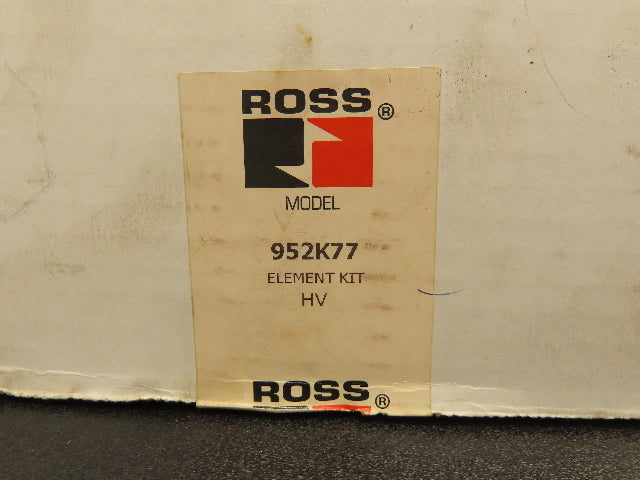 ROSS®
MODEL
952K77
ELEMENT KIT
HV
ROSS®